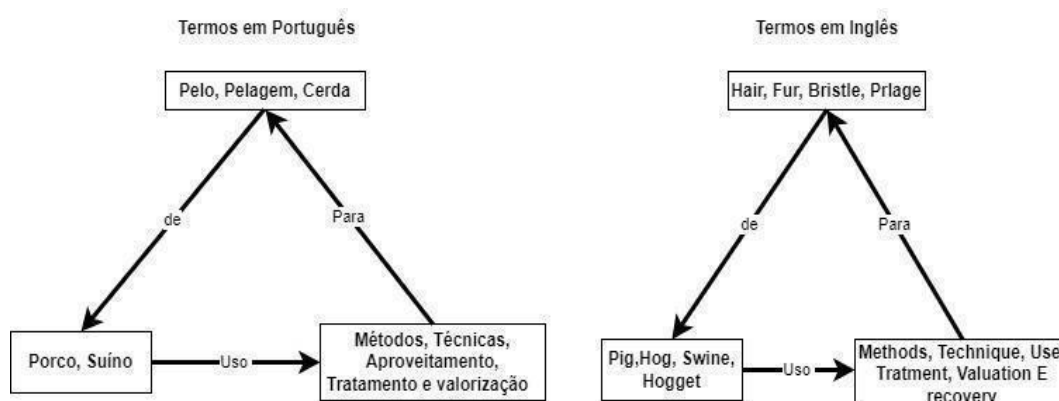 Termos em Português
Pelo, Pelagem, Cerda
de
Para
Porco, Suíno
Uso
Métodos, Técnicas,
Aproveitamento,
Tratamento e valorização
Termos em Inglês
Hair, Fur, Bristle, Prlage
de
Para
Pig,Hog, Swine,
Hogget
Uso
Methods, Technique, Use,
Tratment, Valuation E
recovery